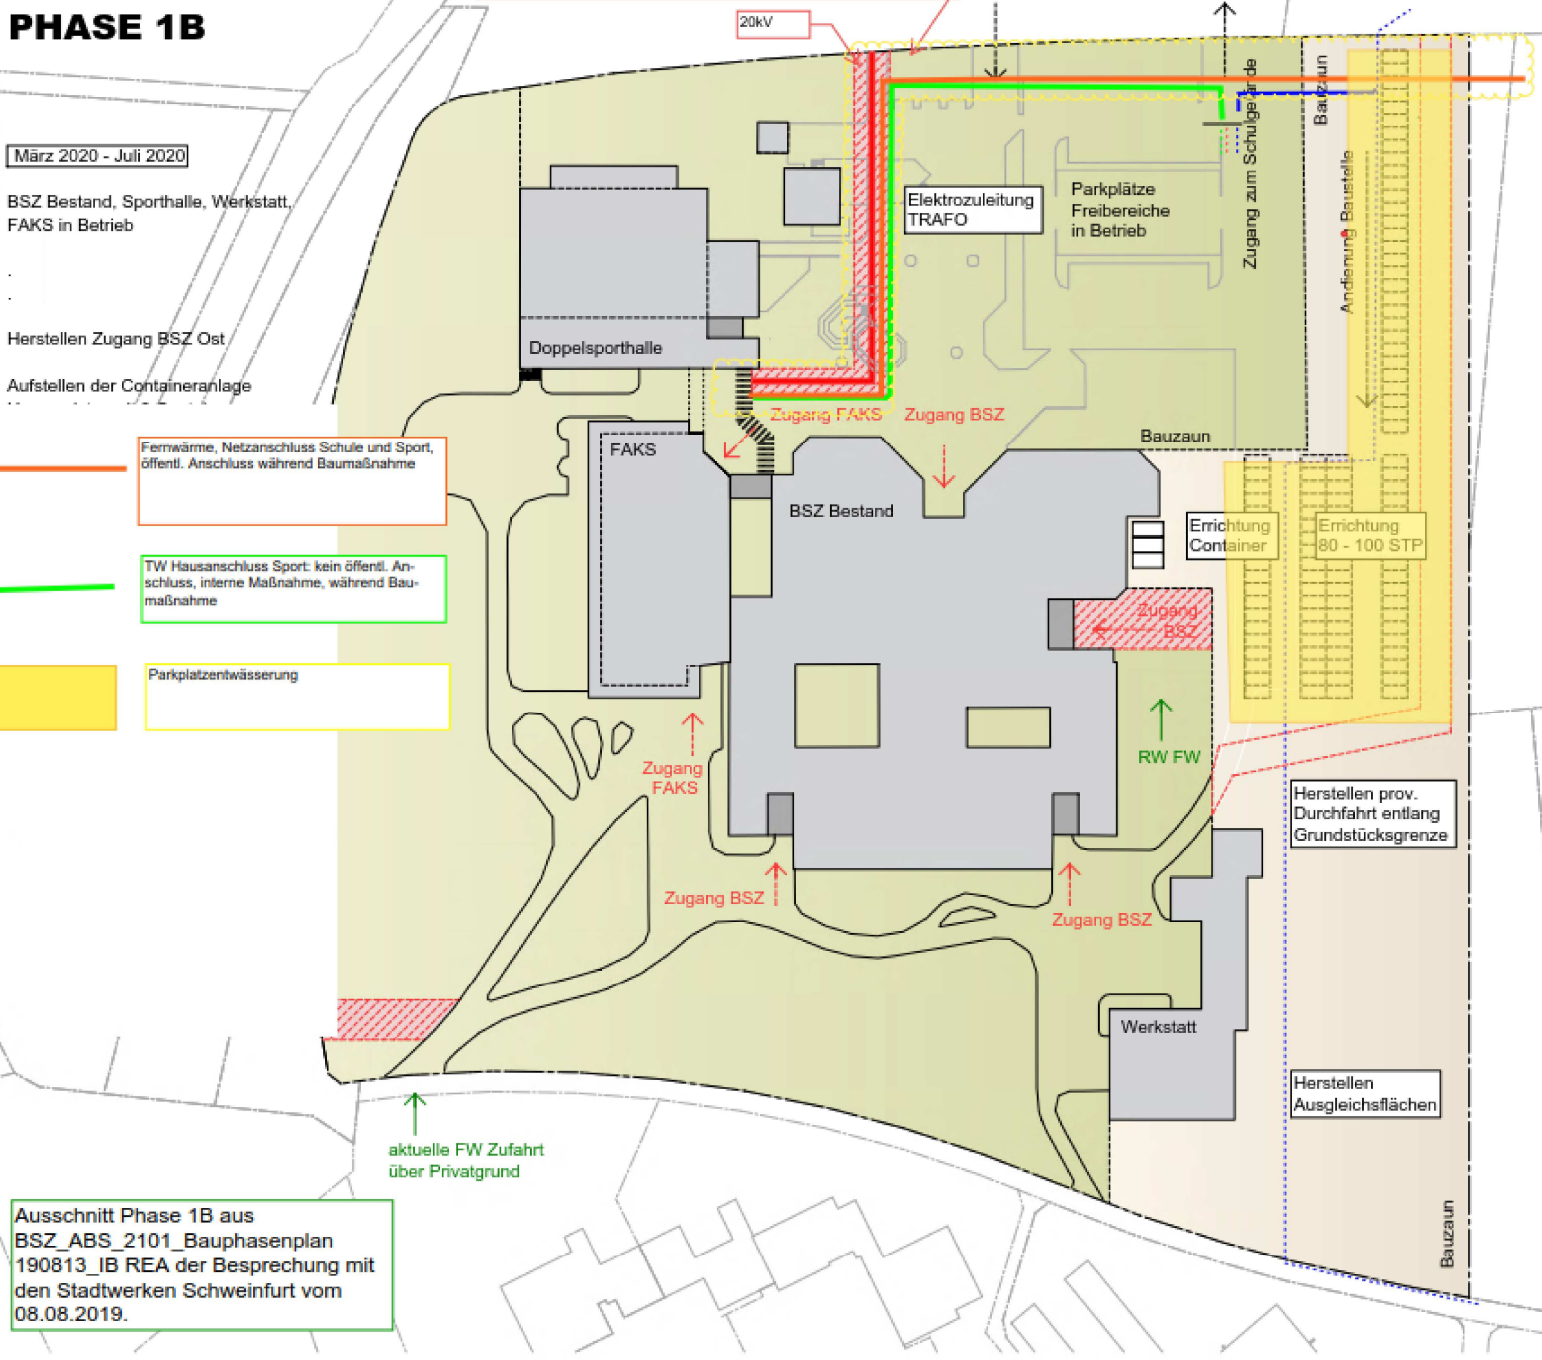 PHASE 1B
20kV
März 2020 - Juli 2020
BSZ Bestand, Sporthalle, Werkstatt,
FAKS in Betrieb
.
.
Herstellen Zugang BSZ Ost
Aufstellen der Containeranlage
Elektrozuleitung
TRAFO
Parkplätze
Freibereiche
in Betrieb
Zugang zum Schulgelände
Bauzaun
Andienung Baustelle
Doppelsporthalle
Zugang FAKS
Zugang BSZ
Bauzaun
Fernwärme, Netzanschluss Schule und Sport,
öffentl. Anschluss während Baumaßnahme
FAKS
BSZ Bestand
Errichtung
Container
Errichtung
80 - 100 STP
TW Hausanschluss Sport: kein öffentl. An-
schluss, interne Maßnahme, während Bau-
maßnahme
Zugang
BSZ
Parkplatzentwässerung
RW FW
Zugang
FAKS
Herstellen prov.
Durchfahrt entlang
Grundstücksgrenze
Zugang BSZ
Zugang BSZ
Werkstatt
Herstellen
Ausgleichsflächen
aktuelle FW Zufahrt
über Privatgrund
Bauzaun
Ausschnitt Phase 1B aus
BSZ_ABS_2101_Bauphasenplan
190813_IB REA der Besprechung mit
den Stadtwerken Schweinfurt vom
08.08.2019.